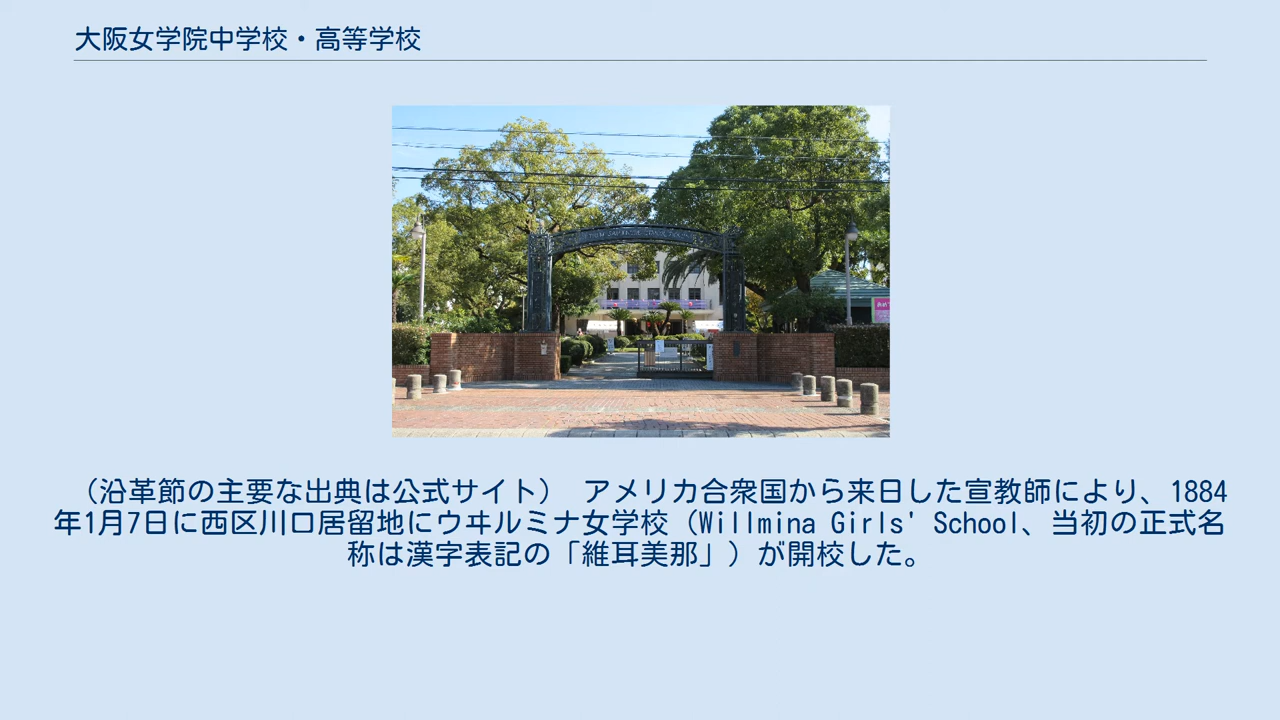 大阪女学院中学校・高等学校
（沿革節の主要な出典は公式サイト） アメリカ合衆国から来日した宣教師により、1884
年1月7日に西区川口居留地にウヰルミナ女学校（Willmina Girls' School、当初の正式名
称は漢字表記の「維耳美那」）が開校した。